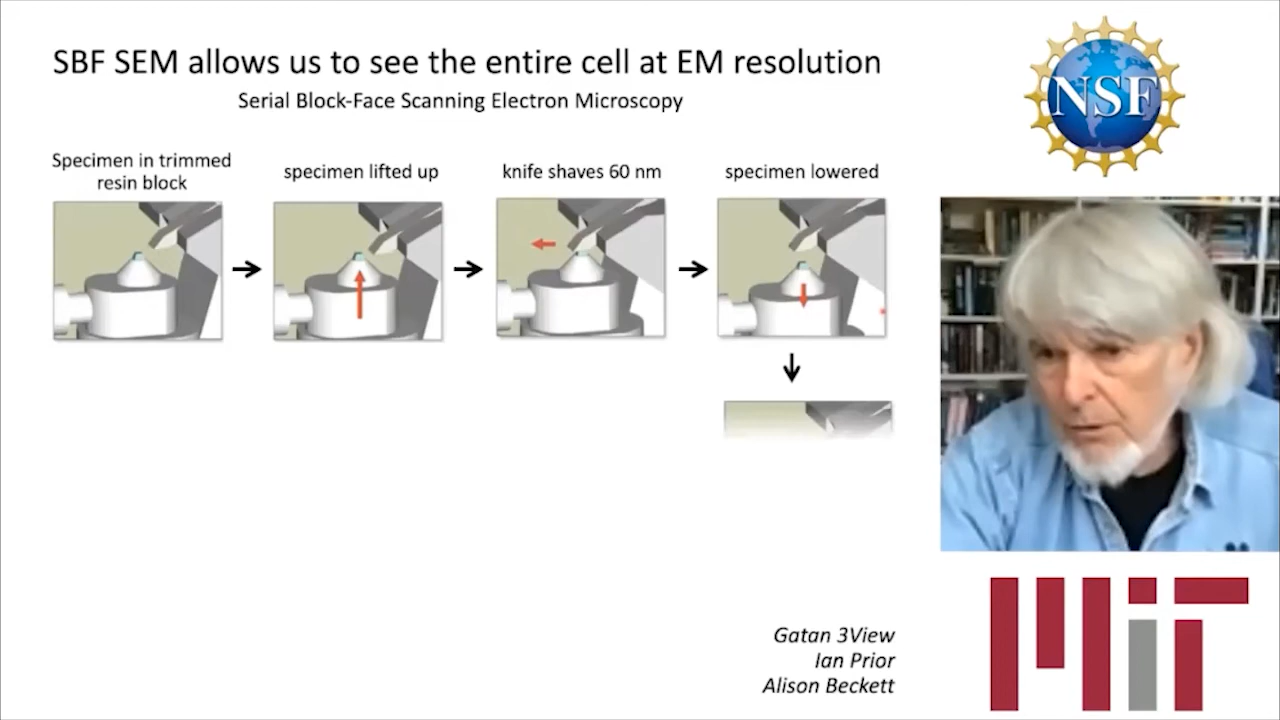 SBF SEM allows us to see the entire cell at EM resolution
Serial Block-Face Scanning Electron Microscopy
Specimen in trimmed
resin block
specimen lifted up
knife shaves 60 nm
specimen lowered
Gatan 3View
Ian Prior
Alison Beckett
NSF
MIT